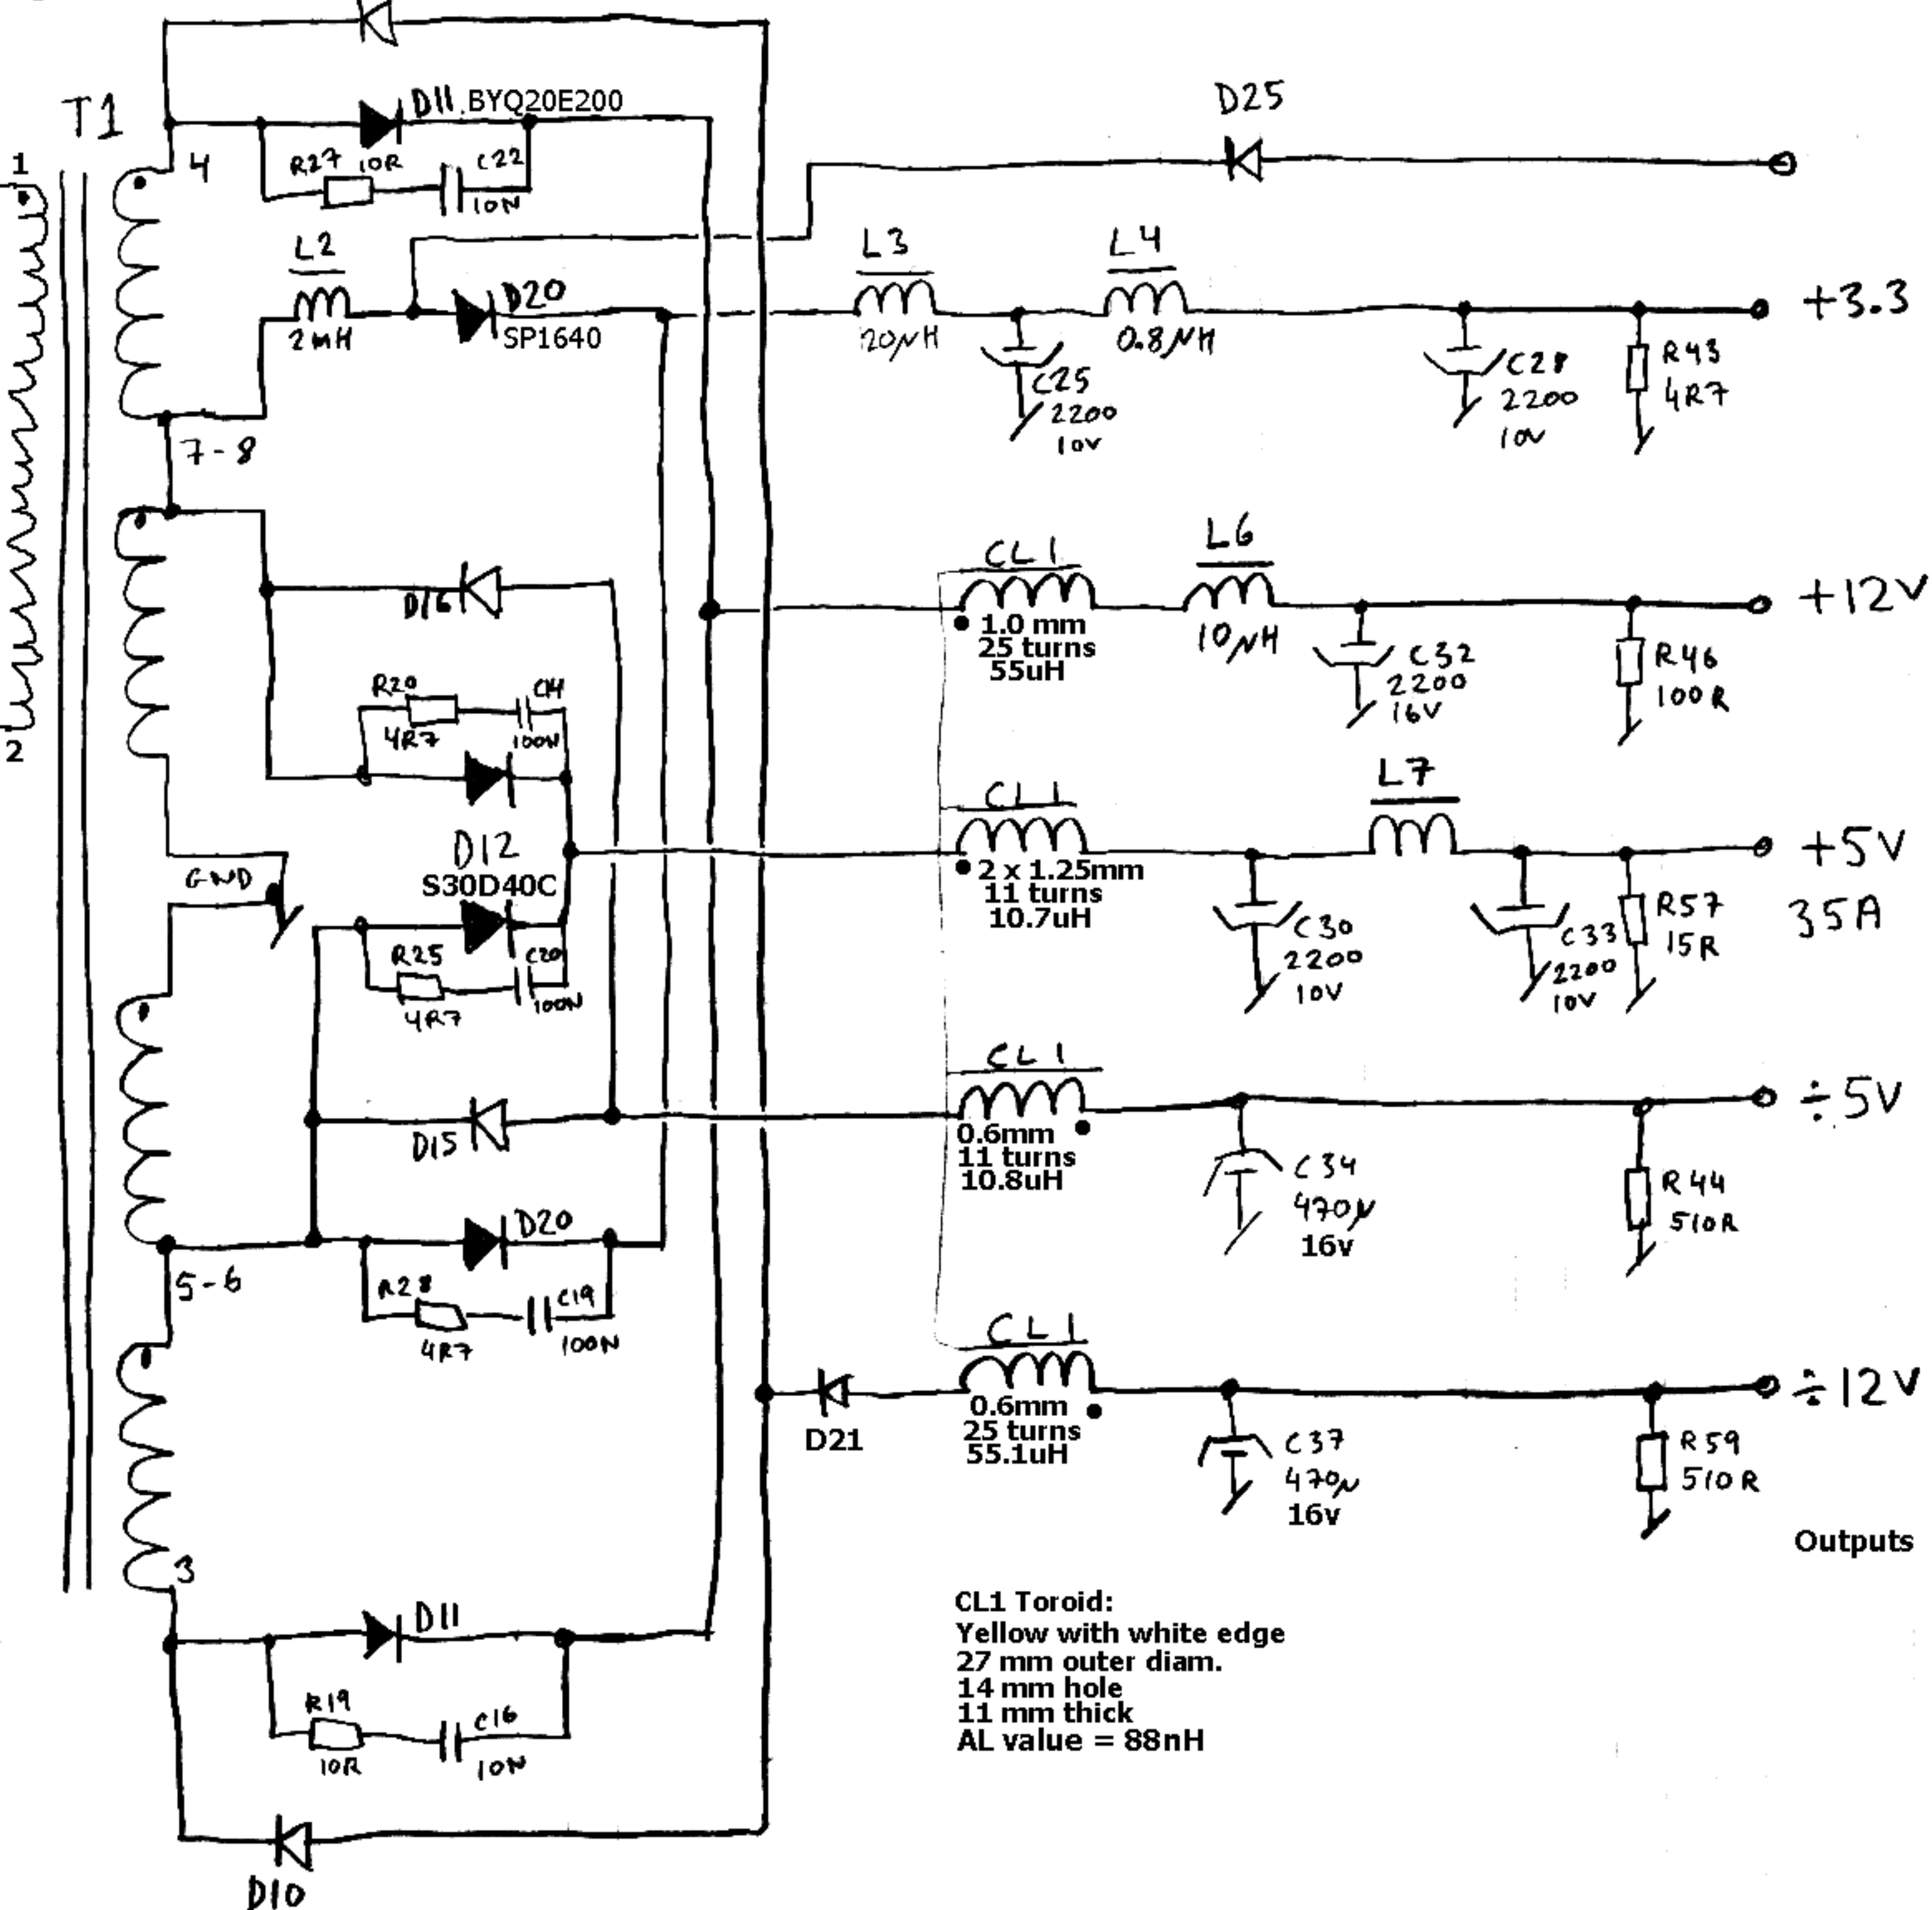 T1
1
4
D11
BYQ20E200
R27
10R
C22
10N
D25
L2
2mH
D20
SP1640
L3
20µH
L4
0.8µH
+3.3
C25
2200
10V
C28
2200
10V
R43
4R7
7-8
D16
CL1
1.0 mm
25 turns
55uH
L6
10µH
+12V
C32
2200
16V
R46
100R
R20
4R7
C14
100N
2
GND
D12
S30D40C
CL1
2 x 1.25mm
11 turns
10.7uH
L7
+5V
35A
C30
2200
10V
C33
2200
10V
R57
15R
R25
4R7
C20
100N
D15
CL1
0.6mm
11 turns
10.8uH
÷5V
C34
470µ
16v
R44
510R
5-6
D20
R28
4R7
C19
100N
CL1
0.6mm
25 turns
55.1uH
D21
÷12V
C37
470µ
16v
R59
510R
Outputs
3
D11
R19
10R
C16
10N
D10
CL1 Toroid:
Yellow with white edge
27 mm outer diam.
14 mm hole
11 mm thick
AL value = 88nH